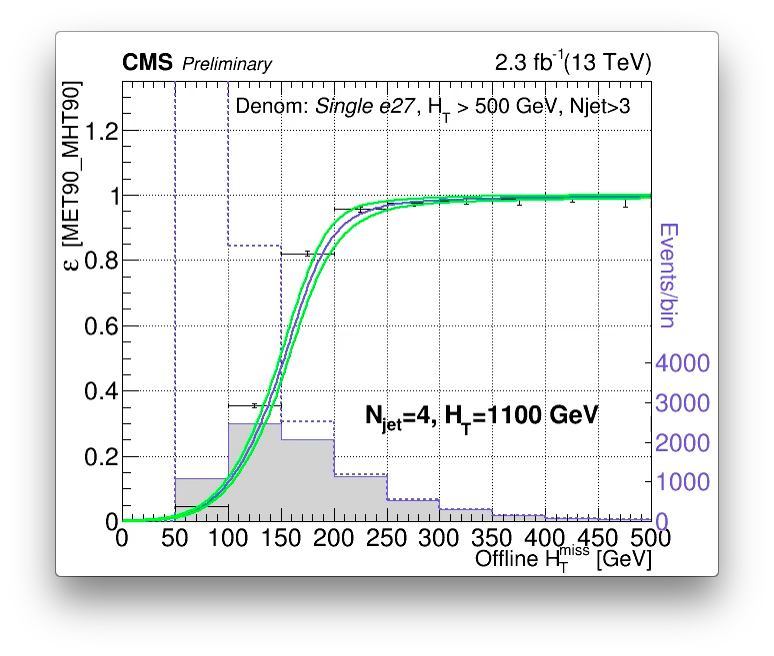 CMS Preliminary 2.3 fb-1(13 TeV)
Denom: Single e27, HT > 500 GeV, Njet>3
ε [MET90_MHT90]
1.2
1
0.8
0.6
0.4
0.2
0
Events/bin
4000
3000
2000
1000
0
Njet=4, HT=1100 GeV
0 50 100 150 200 250 300 350 400 450 500
Offline HTmiss [GeV]